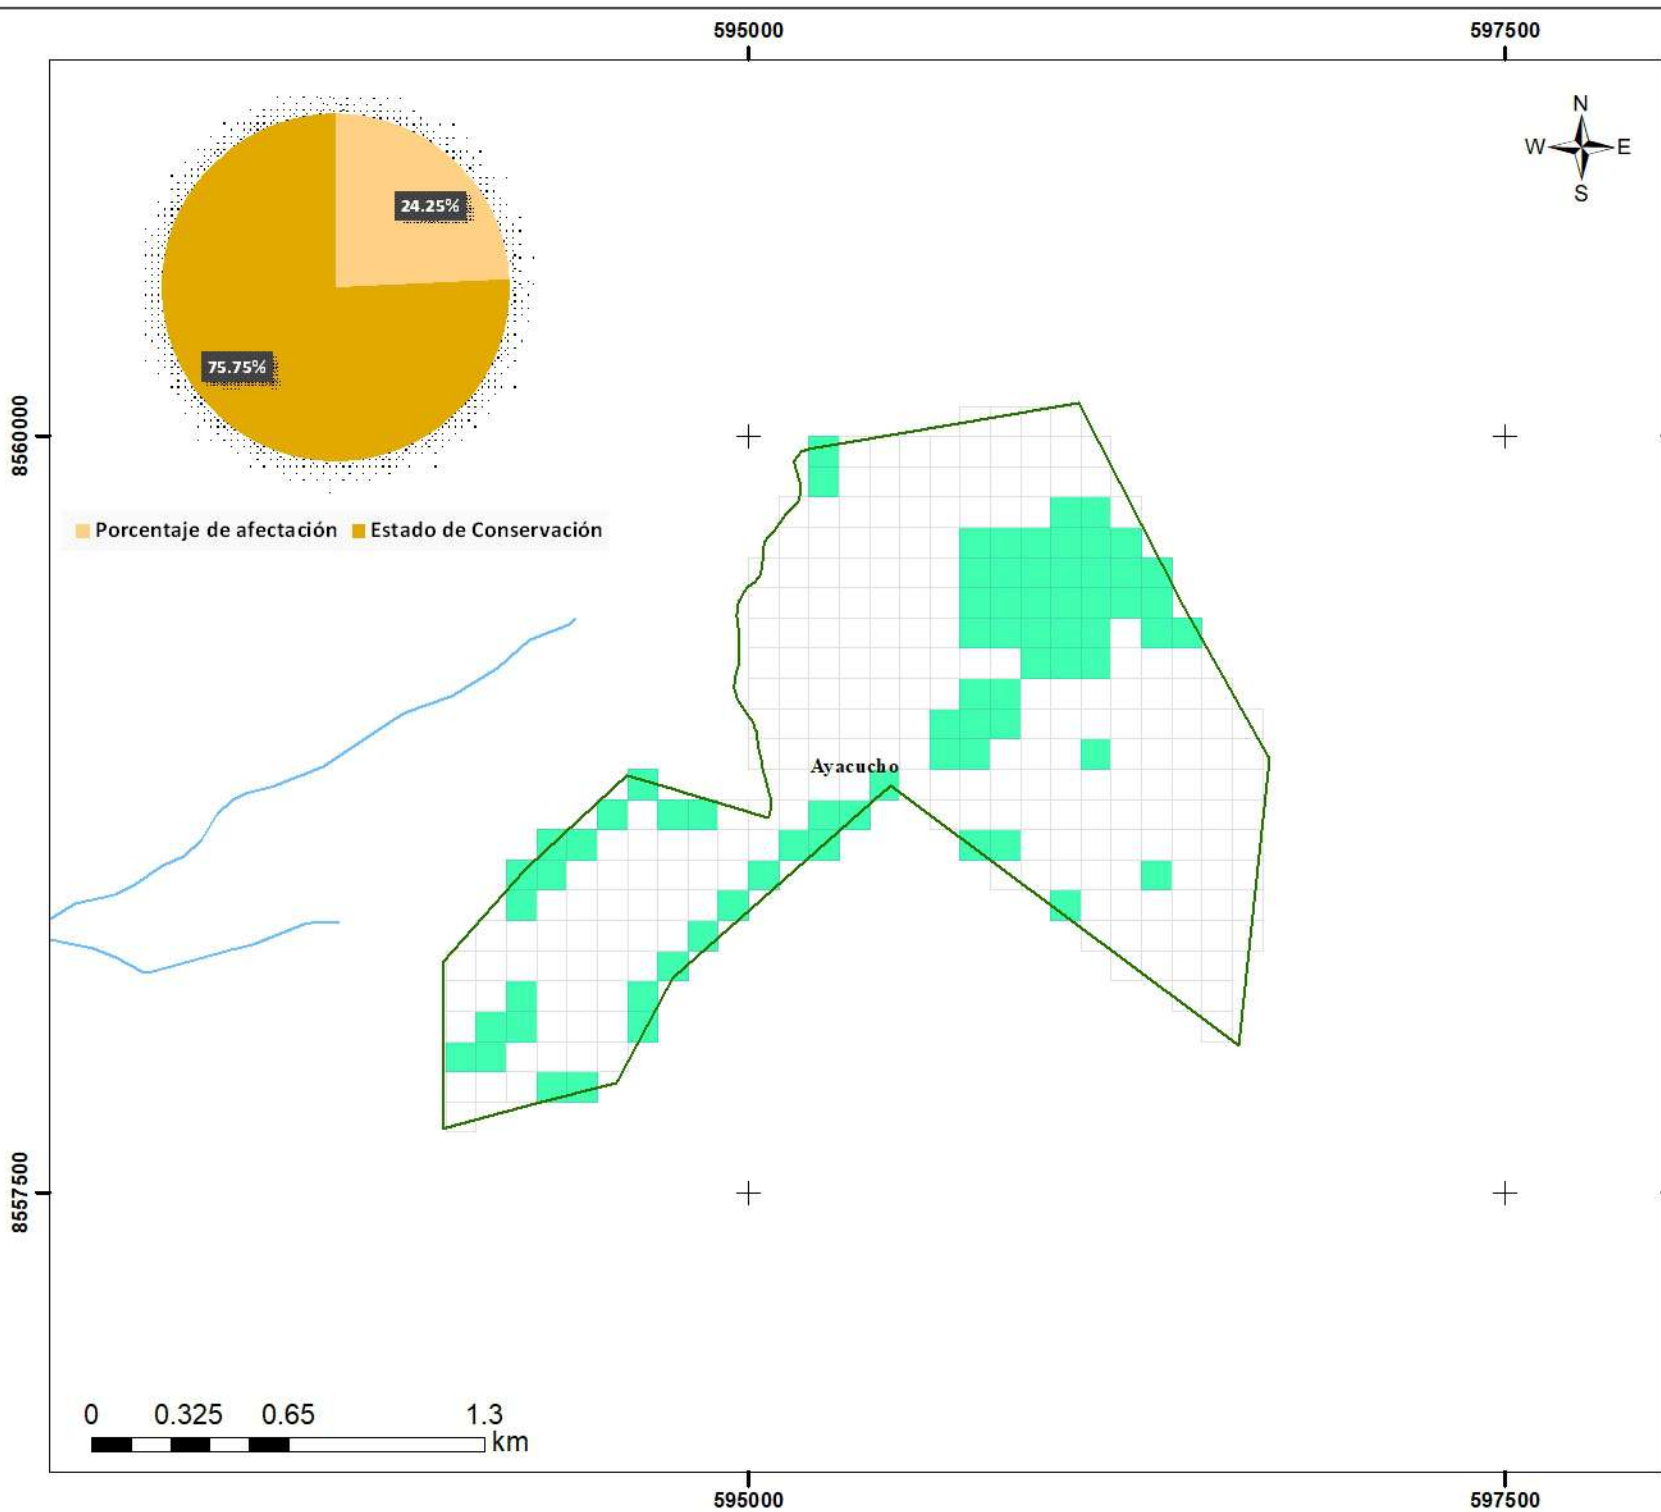 595000 597500
N
W E
S
24.25%
75.75%
8560000
Porcentaje de afectación Estado de Conservación
Ayacucho
8557500
0 0.325 0.65 1.3
km
595000 597500